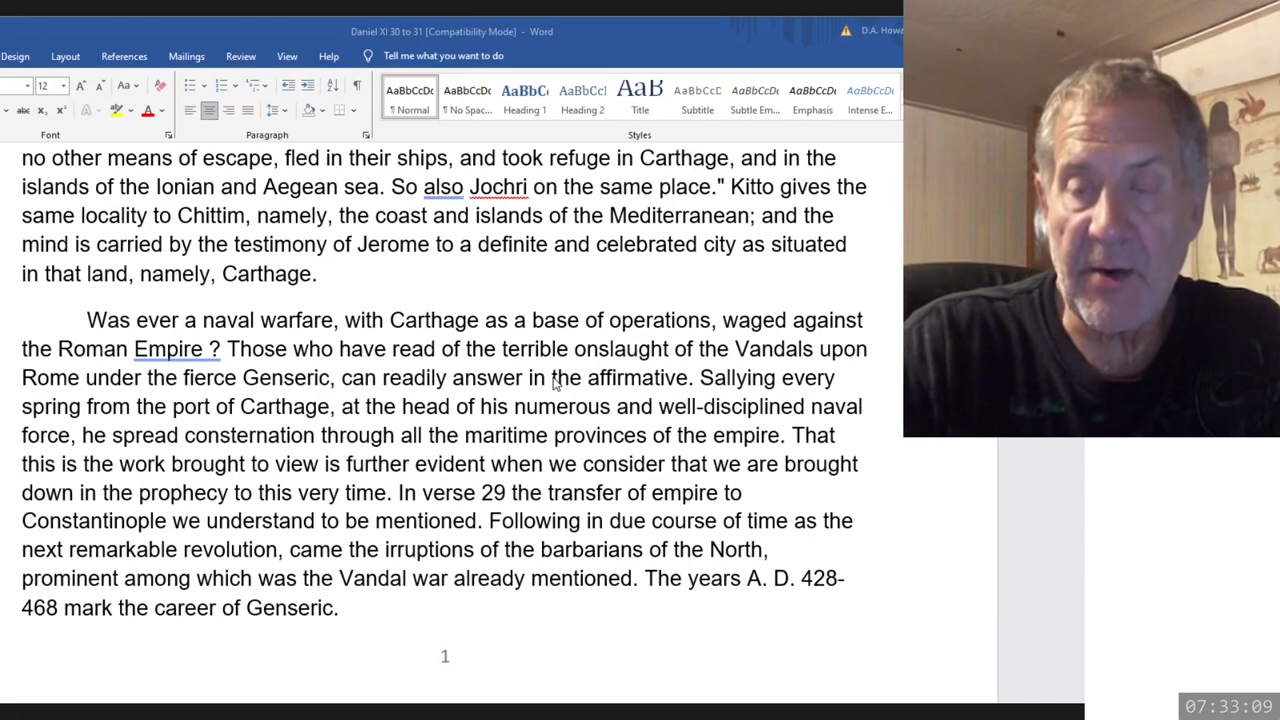 Daniel XI 30 to 31 [Compatibility Mode] - Word
D.A. Howa
Design Layout References Mailings Review View Help Tell me what you want to do
12 Aa
AaBbCcDc AaBbCcDc AaBbC AaBbCcI AaB AaBbCcD AaBbCcDc AaBbCcDc AaBbCcDc
abc x₂ x² A A
¶ Normal ¶ No Spac... Heading 1 Heading 2 Title Subtitle Subtle Em... Emphasis Intense E...
Font Paragraph Styles
no other means of escape, fled in their ships, and took refuge in Carthage, and in the
islands of the Ionian and Aegean sea. So also Jochri on the same place." Kitto gives the
same locality to Chittim, namely, the coast and islands of the Mediterranean; and the
mind is carried by the testimony of Jerome to a definite and celebrated city as situated
in that land, namely, Carthage.
Was ever a naval warfare, with Carthage as a base of operations, waged against
the Roman Empire ? Those who have read of the terrible onslaught of the Vandals upon
Rome under the fierce Genseric, can readily answer in the affirmative. Sallying every
spring from the port of Carthage, at the head of his numerous and well-disciplined naval
force, he spread consternation through all the maritime provinces of the empire. That
this is the work brought to view is further evident when we consider that we are brought
down in the prophecy to this very time. In verse 29 the transfer of empire to
Constantinople we understand to be mentioned. Following in due course of time as the
next remarkable revolution, came the irruptions of the barbarians of the North,
prominent among which was the Vandal war already mentioned. The years A. D. 428-
468 mark the career of Genseric.
1
07:33:09